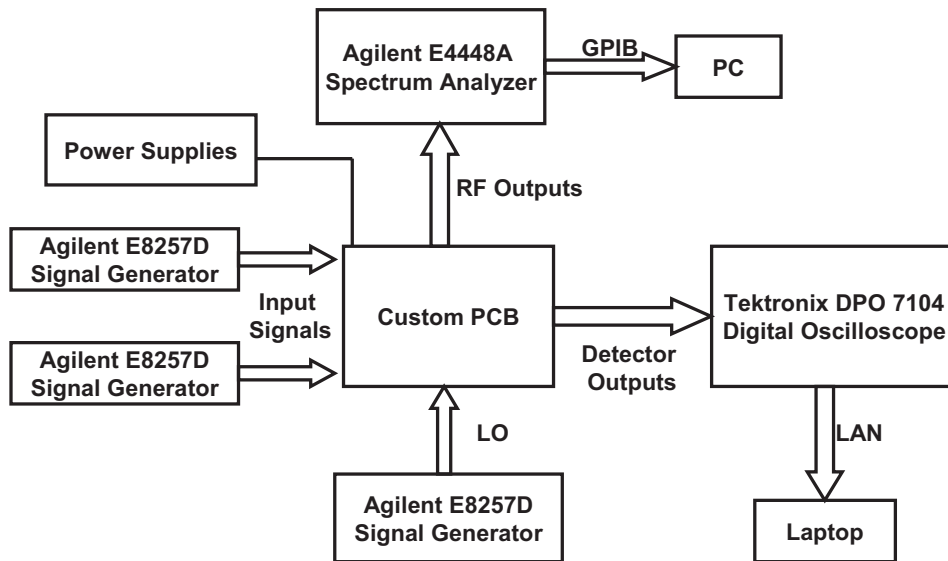 Agilent E4448A
Spectrum Analyzer
GPIB
PC
Power Supplies
RF Outputs
Agilent E8257D
Signal Generator
Input
Signals
Custom PCB
Tektronix DPO 7104
Digital Oscilloscope
Agilent E8257D
Signal Generator
Detector
Outputs
LO
LAN
Agilent E8257D
Signal Generator
Laptop